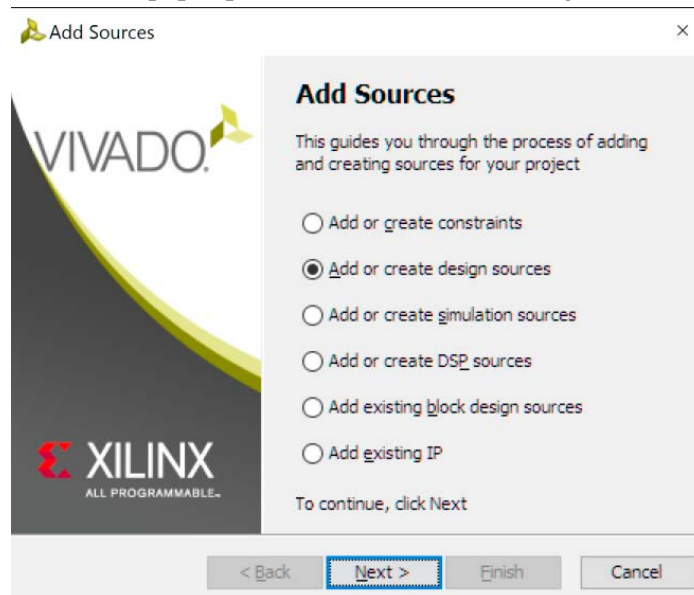 Add Sources
×
VIVADO.
Add Sources
This guides you through the process of adding
and creating sources for your project
Add or create constraints
Add or create design sources
Add or create simulation sources
Add or create DSP sources
Add existing block design sources
Add existing IP
XILINX
ALL PROGRAMMABLE™
To continue, click Next
< Back Next > Finish Cancel